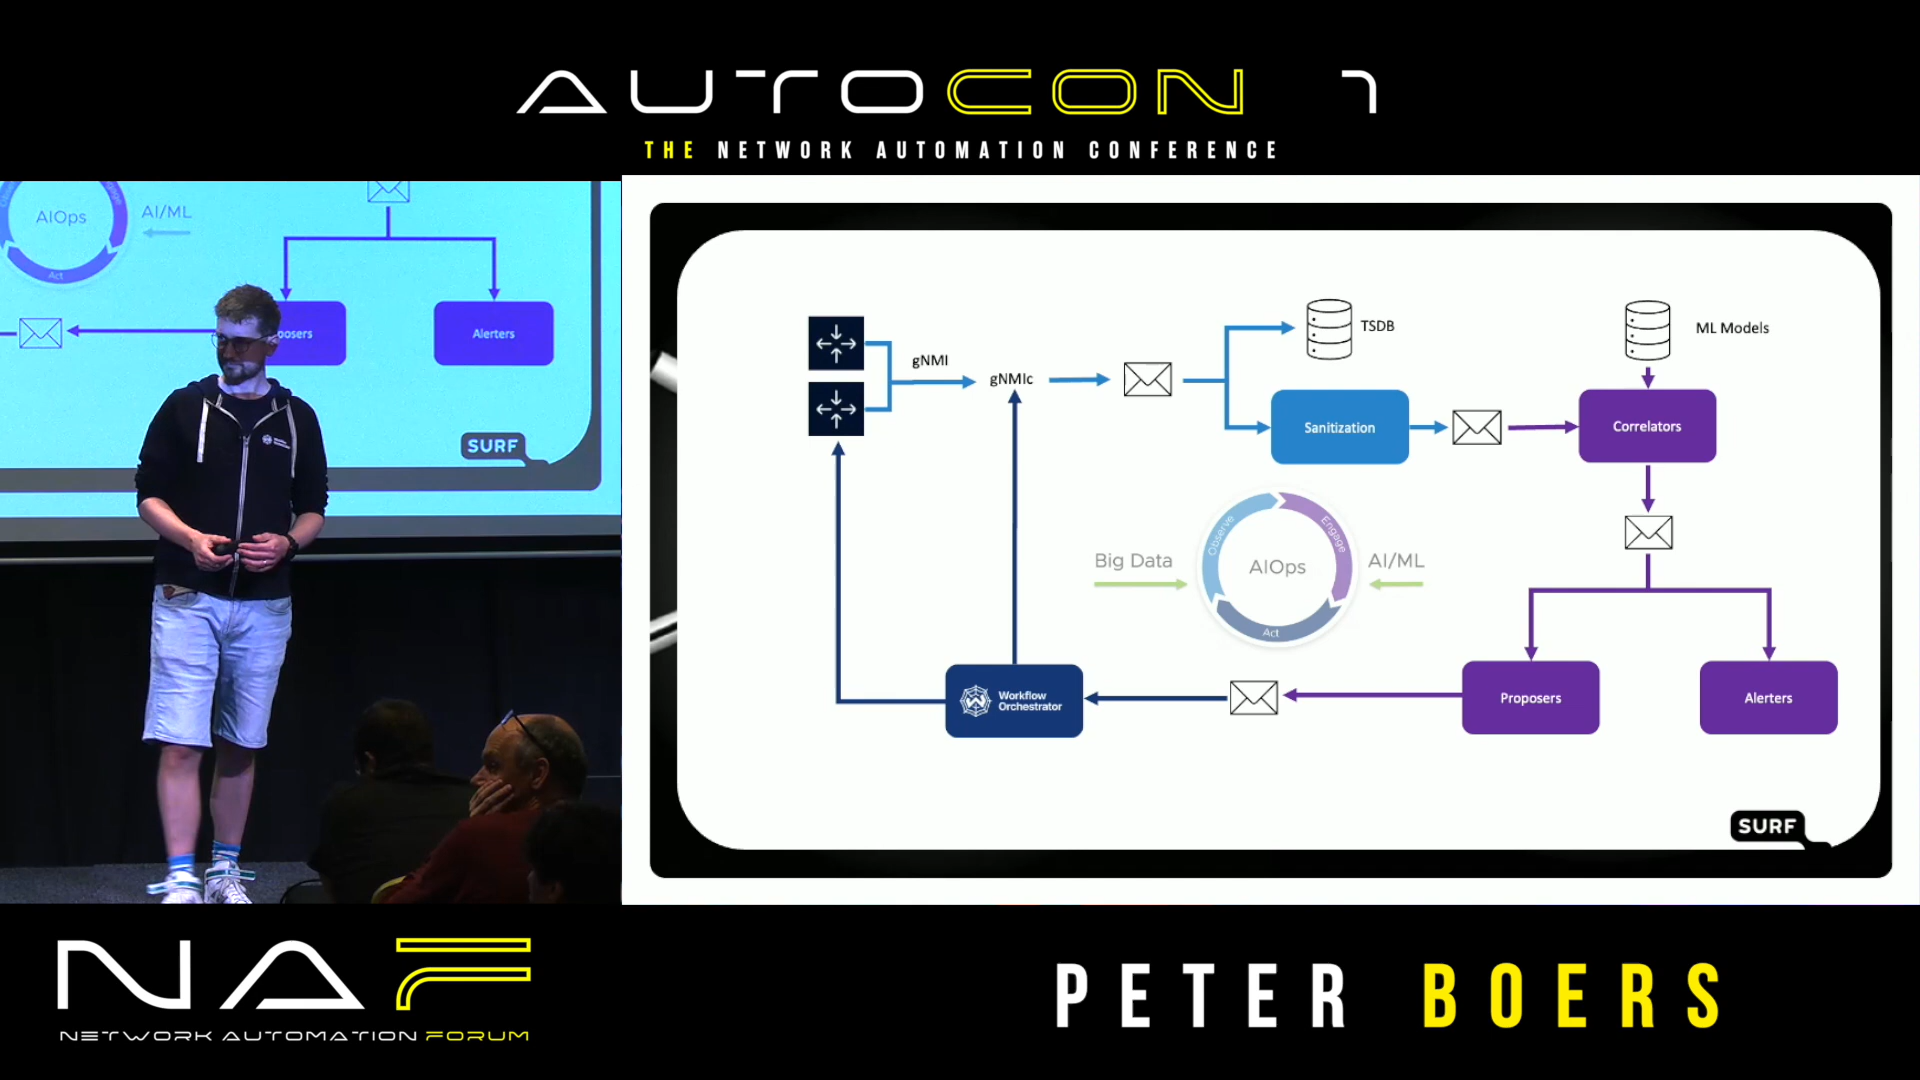 AUTOCON 1
THE NETWORK AUTOMATION CONFERENCE
AIOps
AI/ML
Act
Alerters
SURF
gNMI
gNMIc
TSDB
ML Models
Sanitization
Correlators
Big Data
Observe
Engage
AIOps
Act
AI/ML
Workflow
Orchestrator
Proposers
Alerters
SURF
NAF
NETWORK AUTOMATION FORUM
PETER BOERS